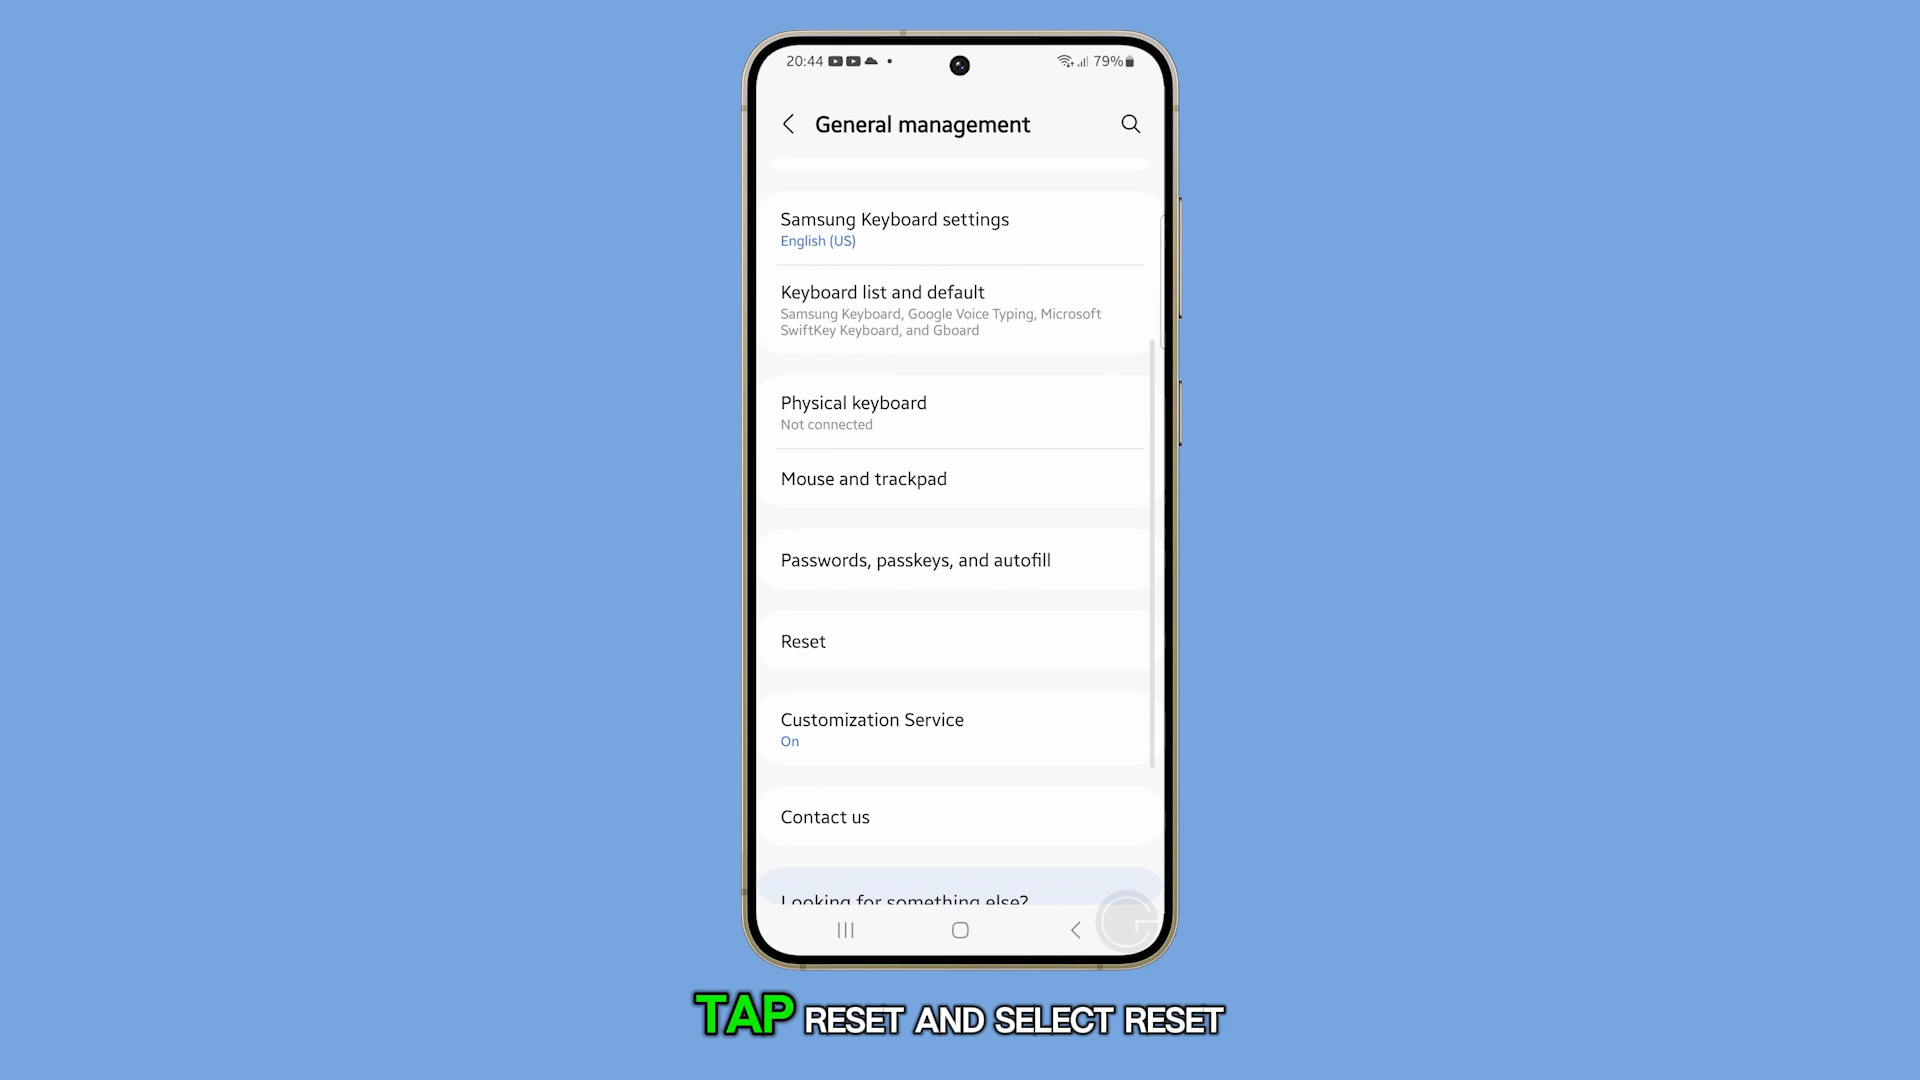 20:44
79%
General management
Samsung Keyboard settings
English (US)
Keyboard list and default
Samsung Keyboard, Google Voice Typing, Microsoft
SwiftKey Keyboard, and Gboard
Physical keyboard
Not connected
Mouse and trackpad
Passwords, passkeys, and autofill
Reset
Customization Service
On
Contact us
Looking for something else?
TAP RESET AND SELECT RESET